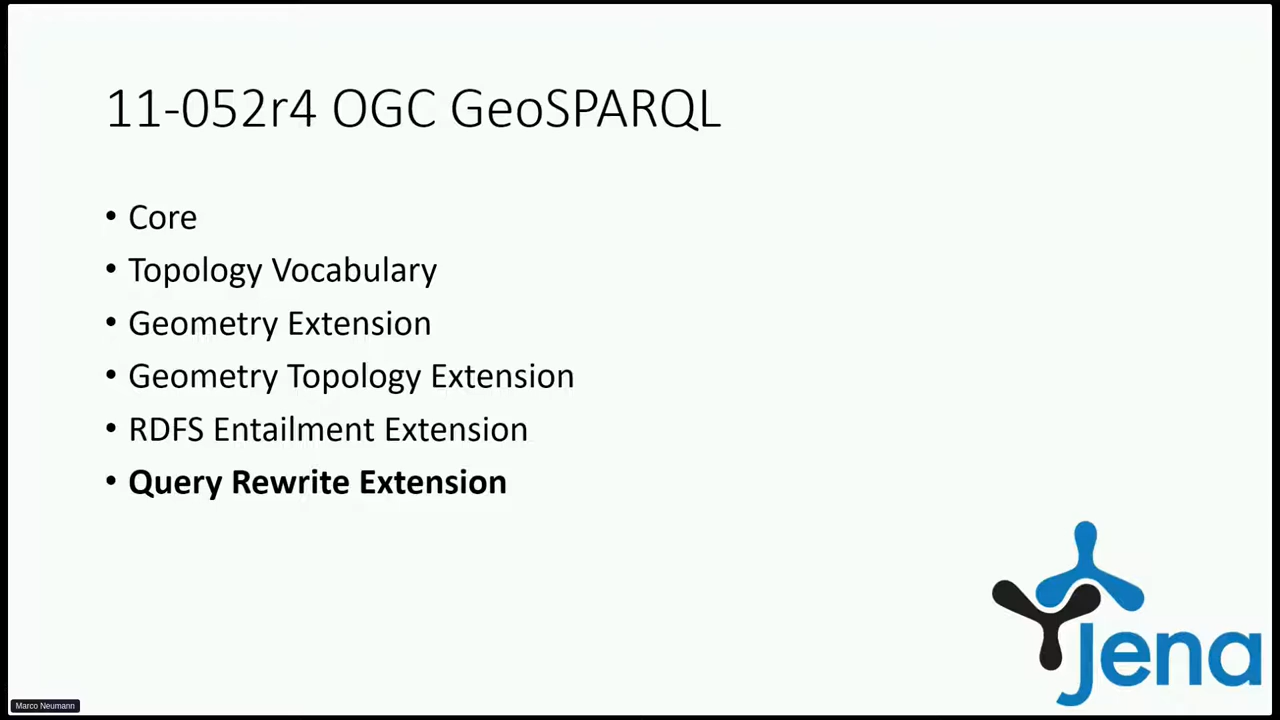 11-052r4 OGC GeoSPARQL
• Core
• Topology Vocabulary
• Geometry Extension
• Geometry Topology Extension
• RDFS Entailment Extension
• Query Rewrite Extension
Jena
Marco Neumann